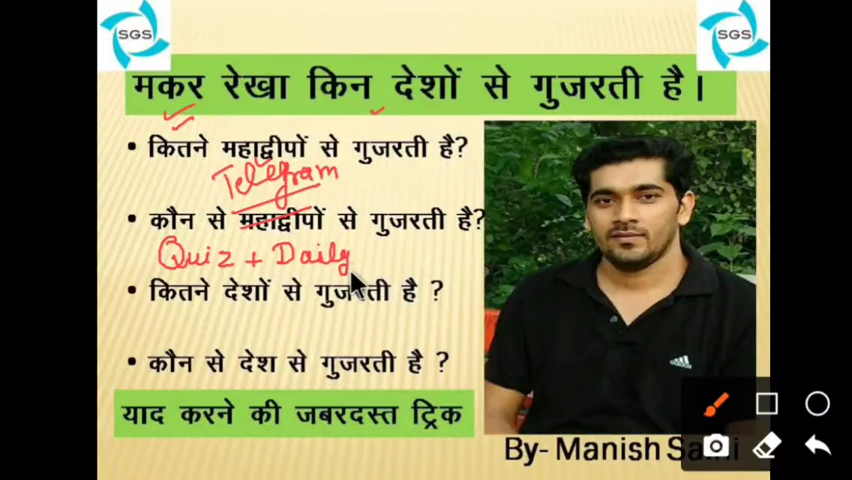 SGS
SGS
मकर रेखा किन देशों से गुजरती है।
• कितने महाद्वीपों से गुजरती है?
Telegram
• कौन से महाद्वीपों से गुजरती है?
Quiz + Daily
• कितने देशों से गुजरती है ?
• कौन से देश से गुजरती है ?
याद करने की जबरदस्त ट्रिक
By- Manish